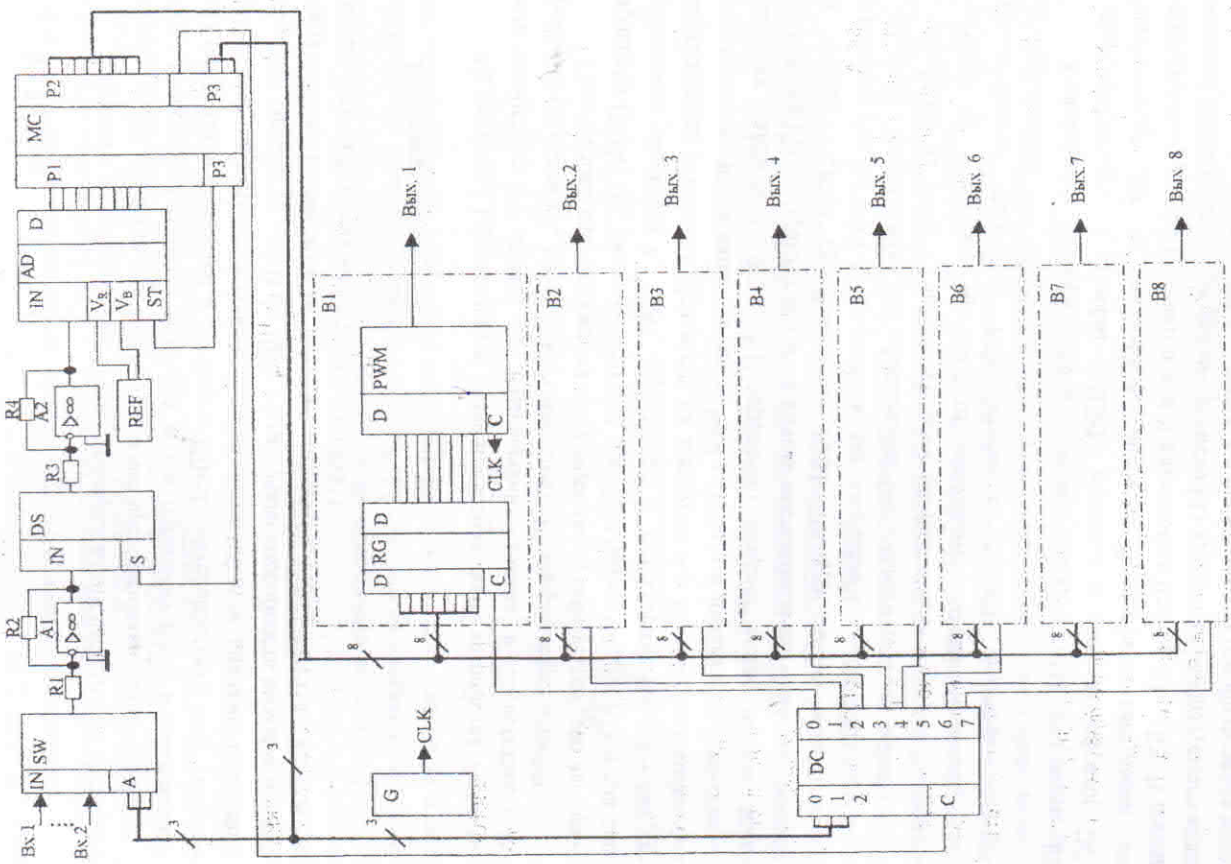 Вх. 1
Вх. 2
IN
SW
A
R1
R2
A1
▷∞
IN
DS
S
R3
R4
A2
▷∞
REF
IN
AD
D
V_R
V_B
ST
P1
MC
P2
P3
P3
3
8
B1
D
RG
D
C
D
PWM
C
CLK
Вых. 1
G
CLK
8
B2
Вых. 2
8
B3
Вых. 3
8
B4
Вых. 4
8
B5
Вых. 5
8
B6
Вых. 6
8
B7
Вых. 7
8
B8
Вых. 8
3
3
0
1
2
DC
C
0
1
2
3
4
5
6
7